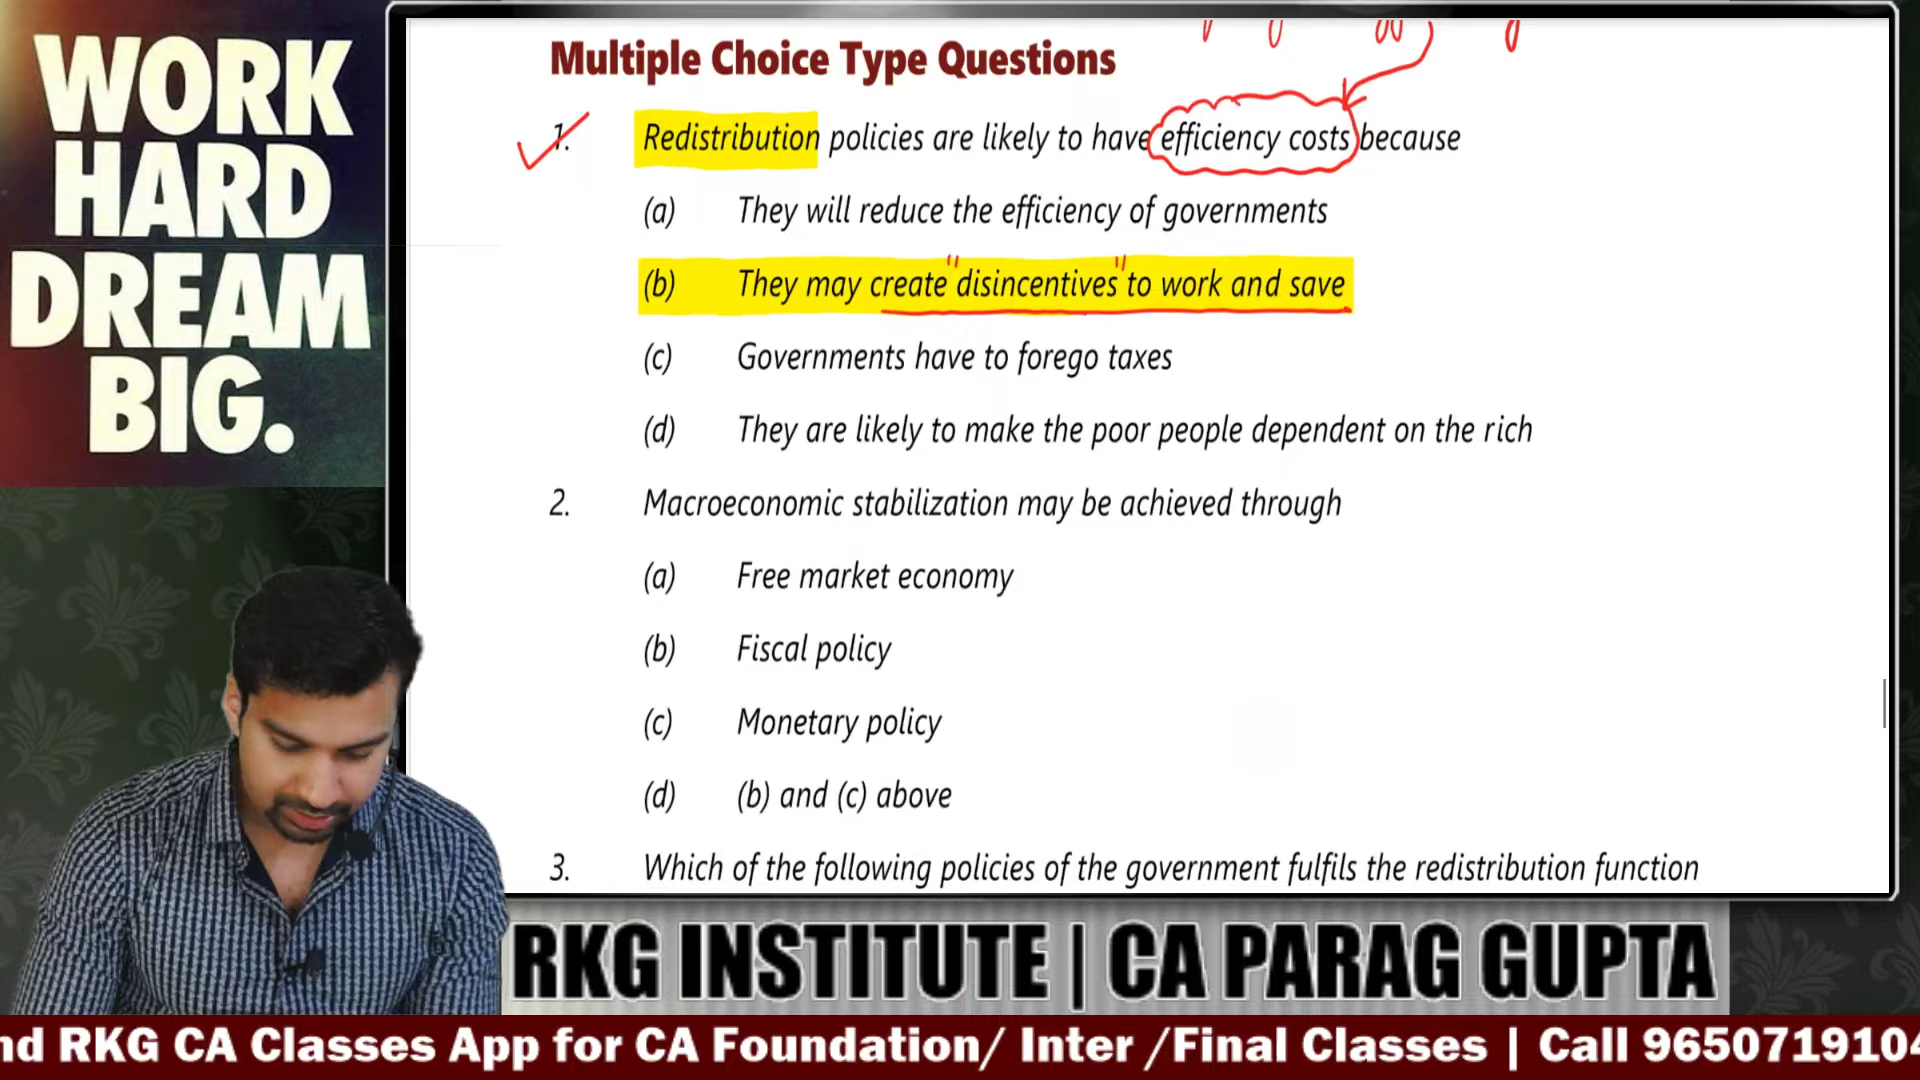 WORK
HARD
DREAM
BIG.
Multiple Choice Type Questions
1. Redistribution policies are likely to have efficiency costs because
(a) They will reduce the efficiency of governments
(b) They may create "disincentives" to work and save
(c) Governments have to forego taxes
(d) They are likely to make the poor people dependent on the rich
2. Macroeconomic stabilization may be achieved through
(a) Free market economy
(b) Fiscal policy
(c) Monetary policy
(d) (b) and (c) above
3. Which of the following policies of the government fulfils the redistribution function
RKG INSTITUTE | CA PARAG GUPTA
nd RKG CA Classes App for CA Foundation/ Inter /Final Classes | Call 965071910